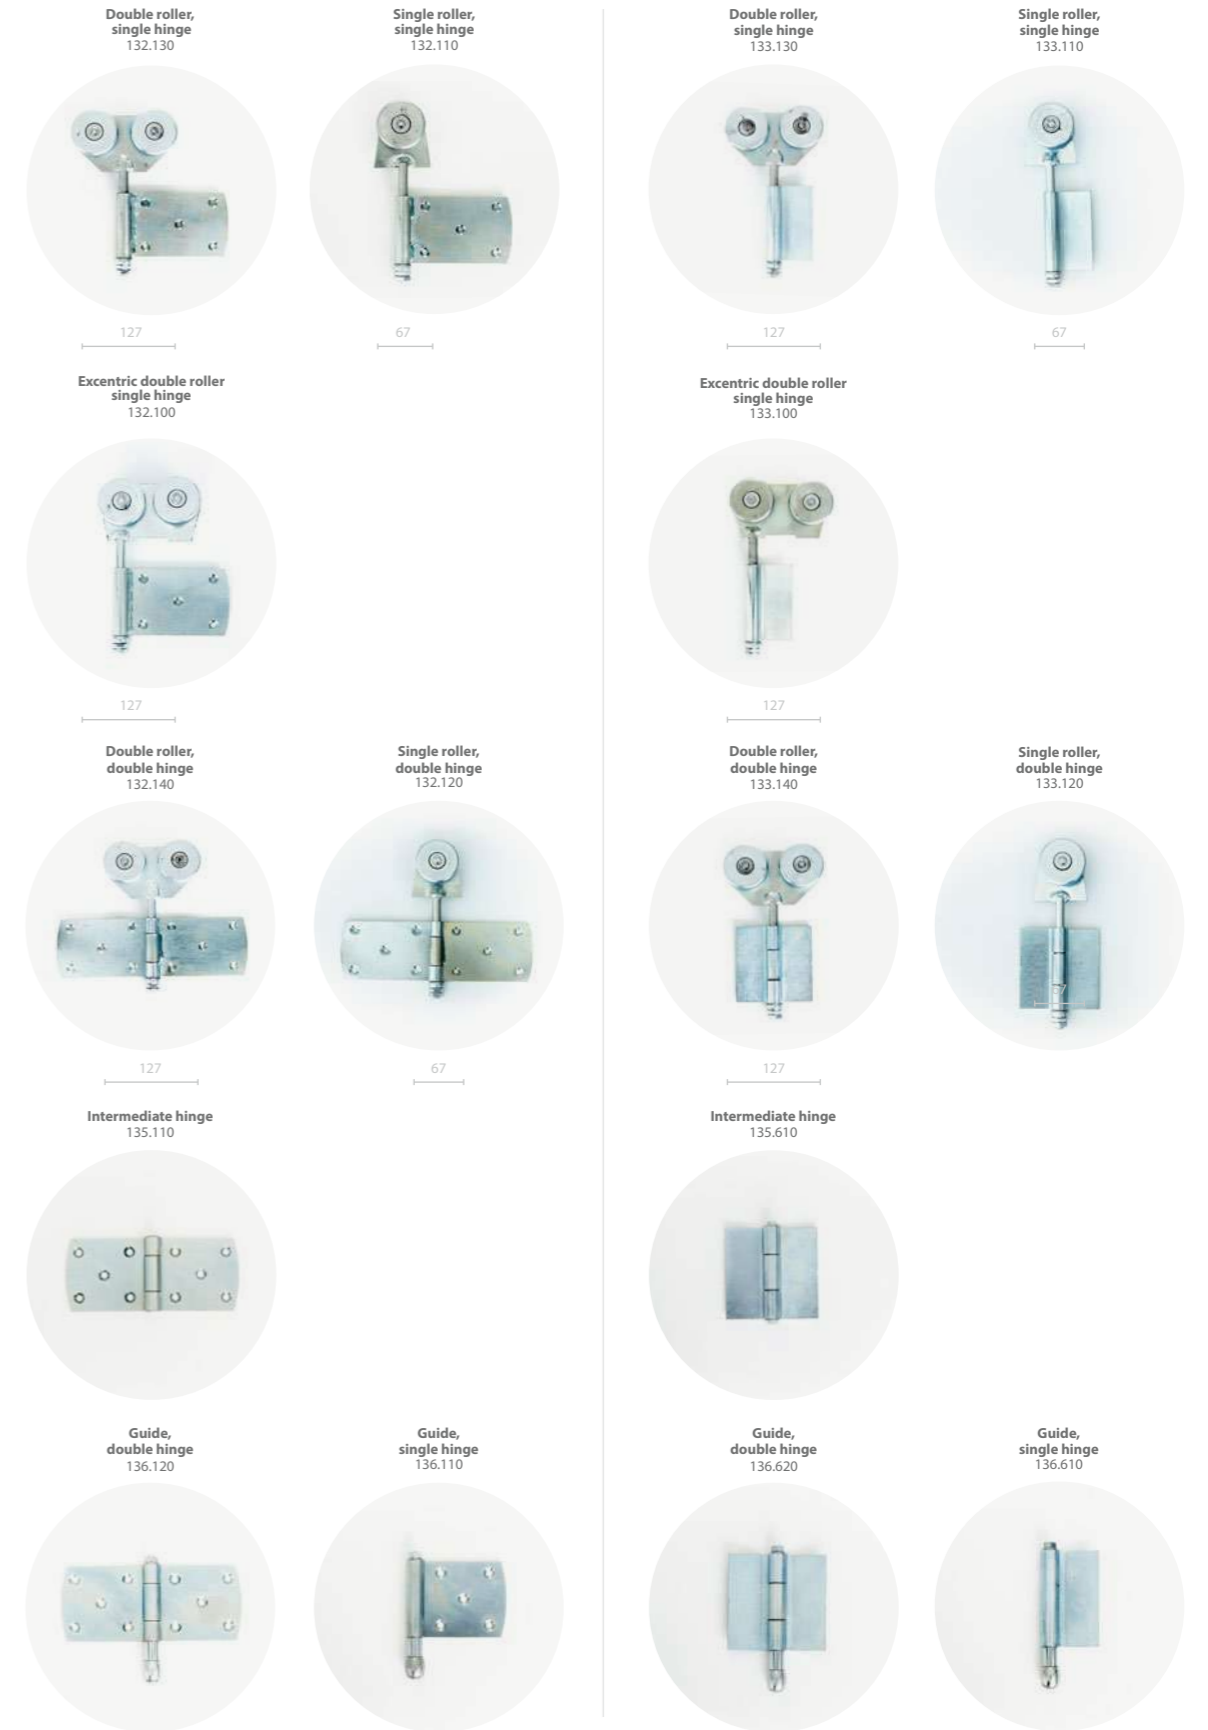 Double roller,
single hinge
132.130
Single roller,
single hinge
132.110
Double roller,
single hinge
133.130
Single roller,
single hinge
133.110
127
67
127
67
Excentric double roller
single hinge
132.100
Excentric double roller
single hinge
133.100
127
127
Double roller,
double hinge
132.140
Single roller,
double hinge
132.120
Double roller,
double hinge
133.140
Single roller,
double hinge
133.120
127
67
127
Intermediate hinge
135.110
Intermediate hinge
135.610
Guide,
double hinge
136.120
Guide,
single hinge
136.110
Guide,
double hinge
136.620
Guide,
single hinge
136.610